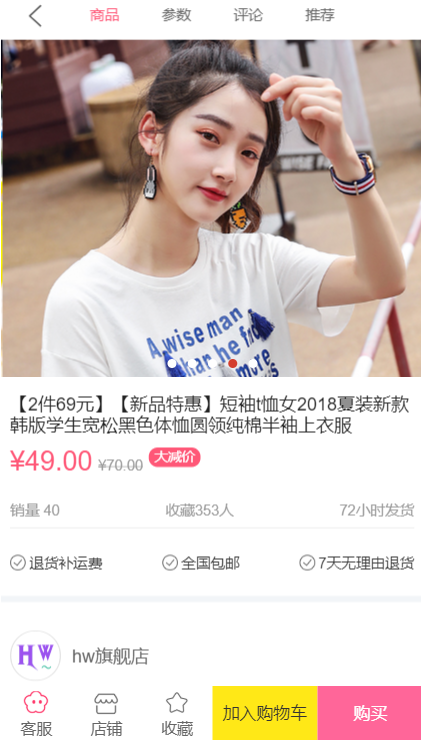 商品 参数 评论 推荐
WISE F
A wise man
har he
more
【2件69元】【新品特惠】短袖t恤女2018夏装新款
韩版学生宽松黑色体恤圆领纯棉半袖上衣服
¥49.00 ¥70.00 大减价
销量 40 收藏353人 72小时发货
退货补运费 全国包邮 7天无理由退货
HW hw旗舰店
客服 店铺 收藏 加入购物车 购买